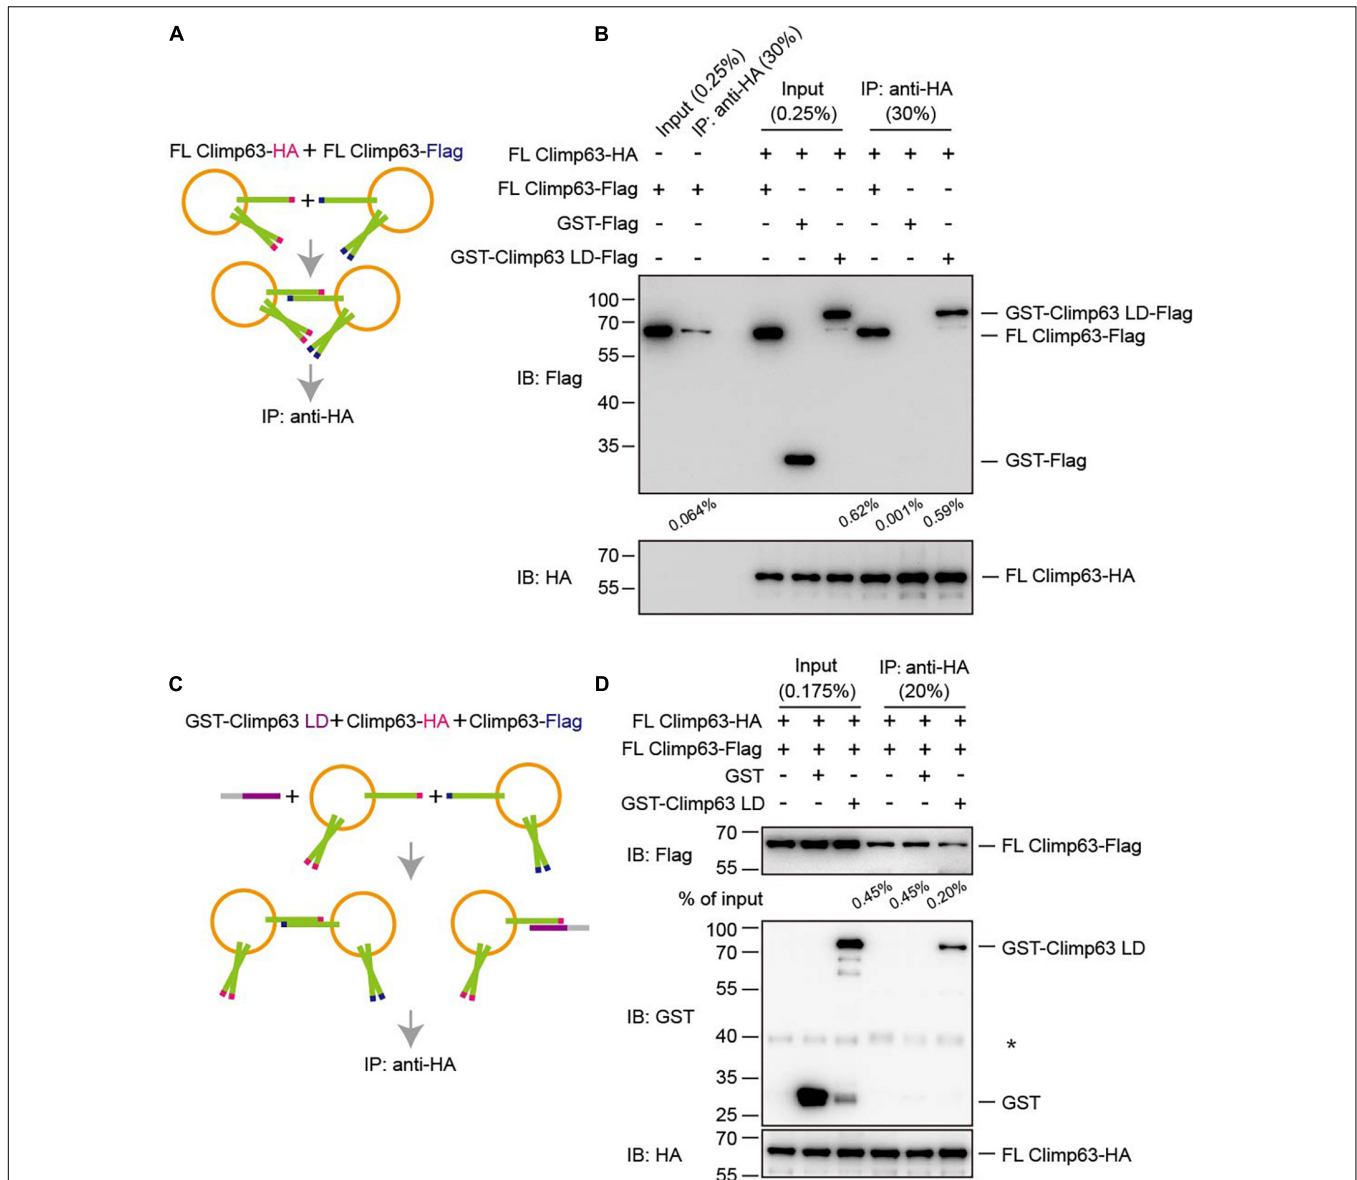 A
FL Climp63-HA + FL Climp63-Flag
+
IP: anti-HA
B
Input (0.25%)
IP: anti-HA (30%)
Input (0.25%)
IP: anti-HA (30%)
FL Climp63-HA - - + + + + + +
FL Climp63-Flag + + + - - + - -
GST-Flag - - - + - - + -
GST-Climp63 LD-Flag - - - - + - - +
IB: Flag
100
70
55
40
35
GST-Climp63 LD-Flag
FL Climp63-Flag
GST-Flag
0.064% 0.62% 0.001% 0.59%
IB: HA
70
55
FL Climp63-HA
C
GST-Climp63 LD + Climp63-HA + Climp63-Flag
+ +
IP: anti-HA
D
Input (0.175%)
IP: anti-HA (20%)
FL Climp63-HA + + + + + +
FL Climp63-Flag + + + + + +
GST - + - - + -
GST-Climp63 LD - - + - - +
IB: Flag
70
55
FL Climp63-Flag
% of input 0.45% 0.45% 0.20%
IB: GST
100
70
55
40
35
25
GST-Climp63 LD
*
GST
IB: HA
70
55
FL Climp63-HA